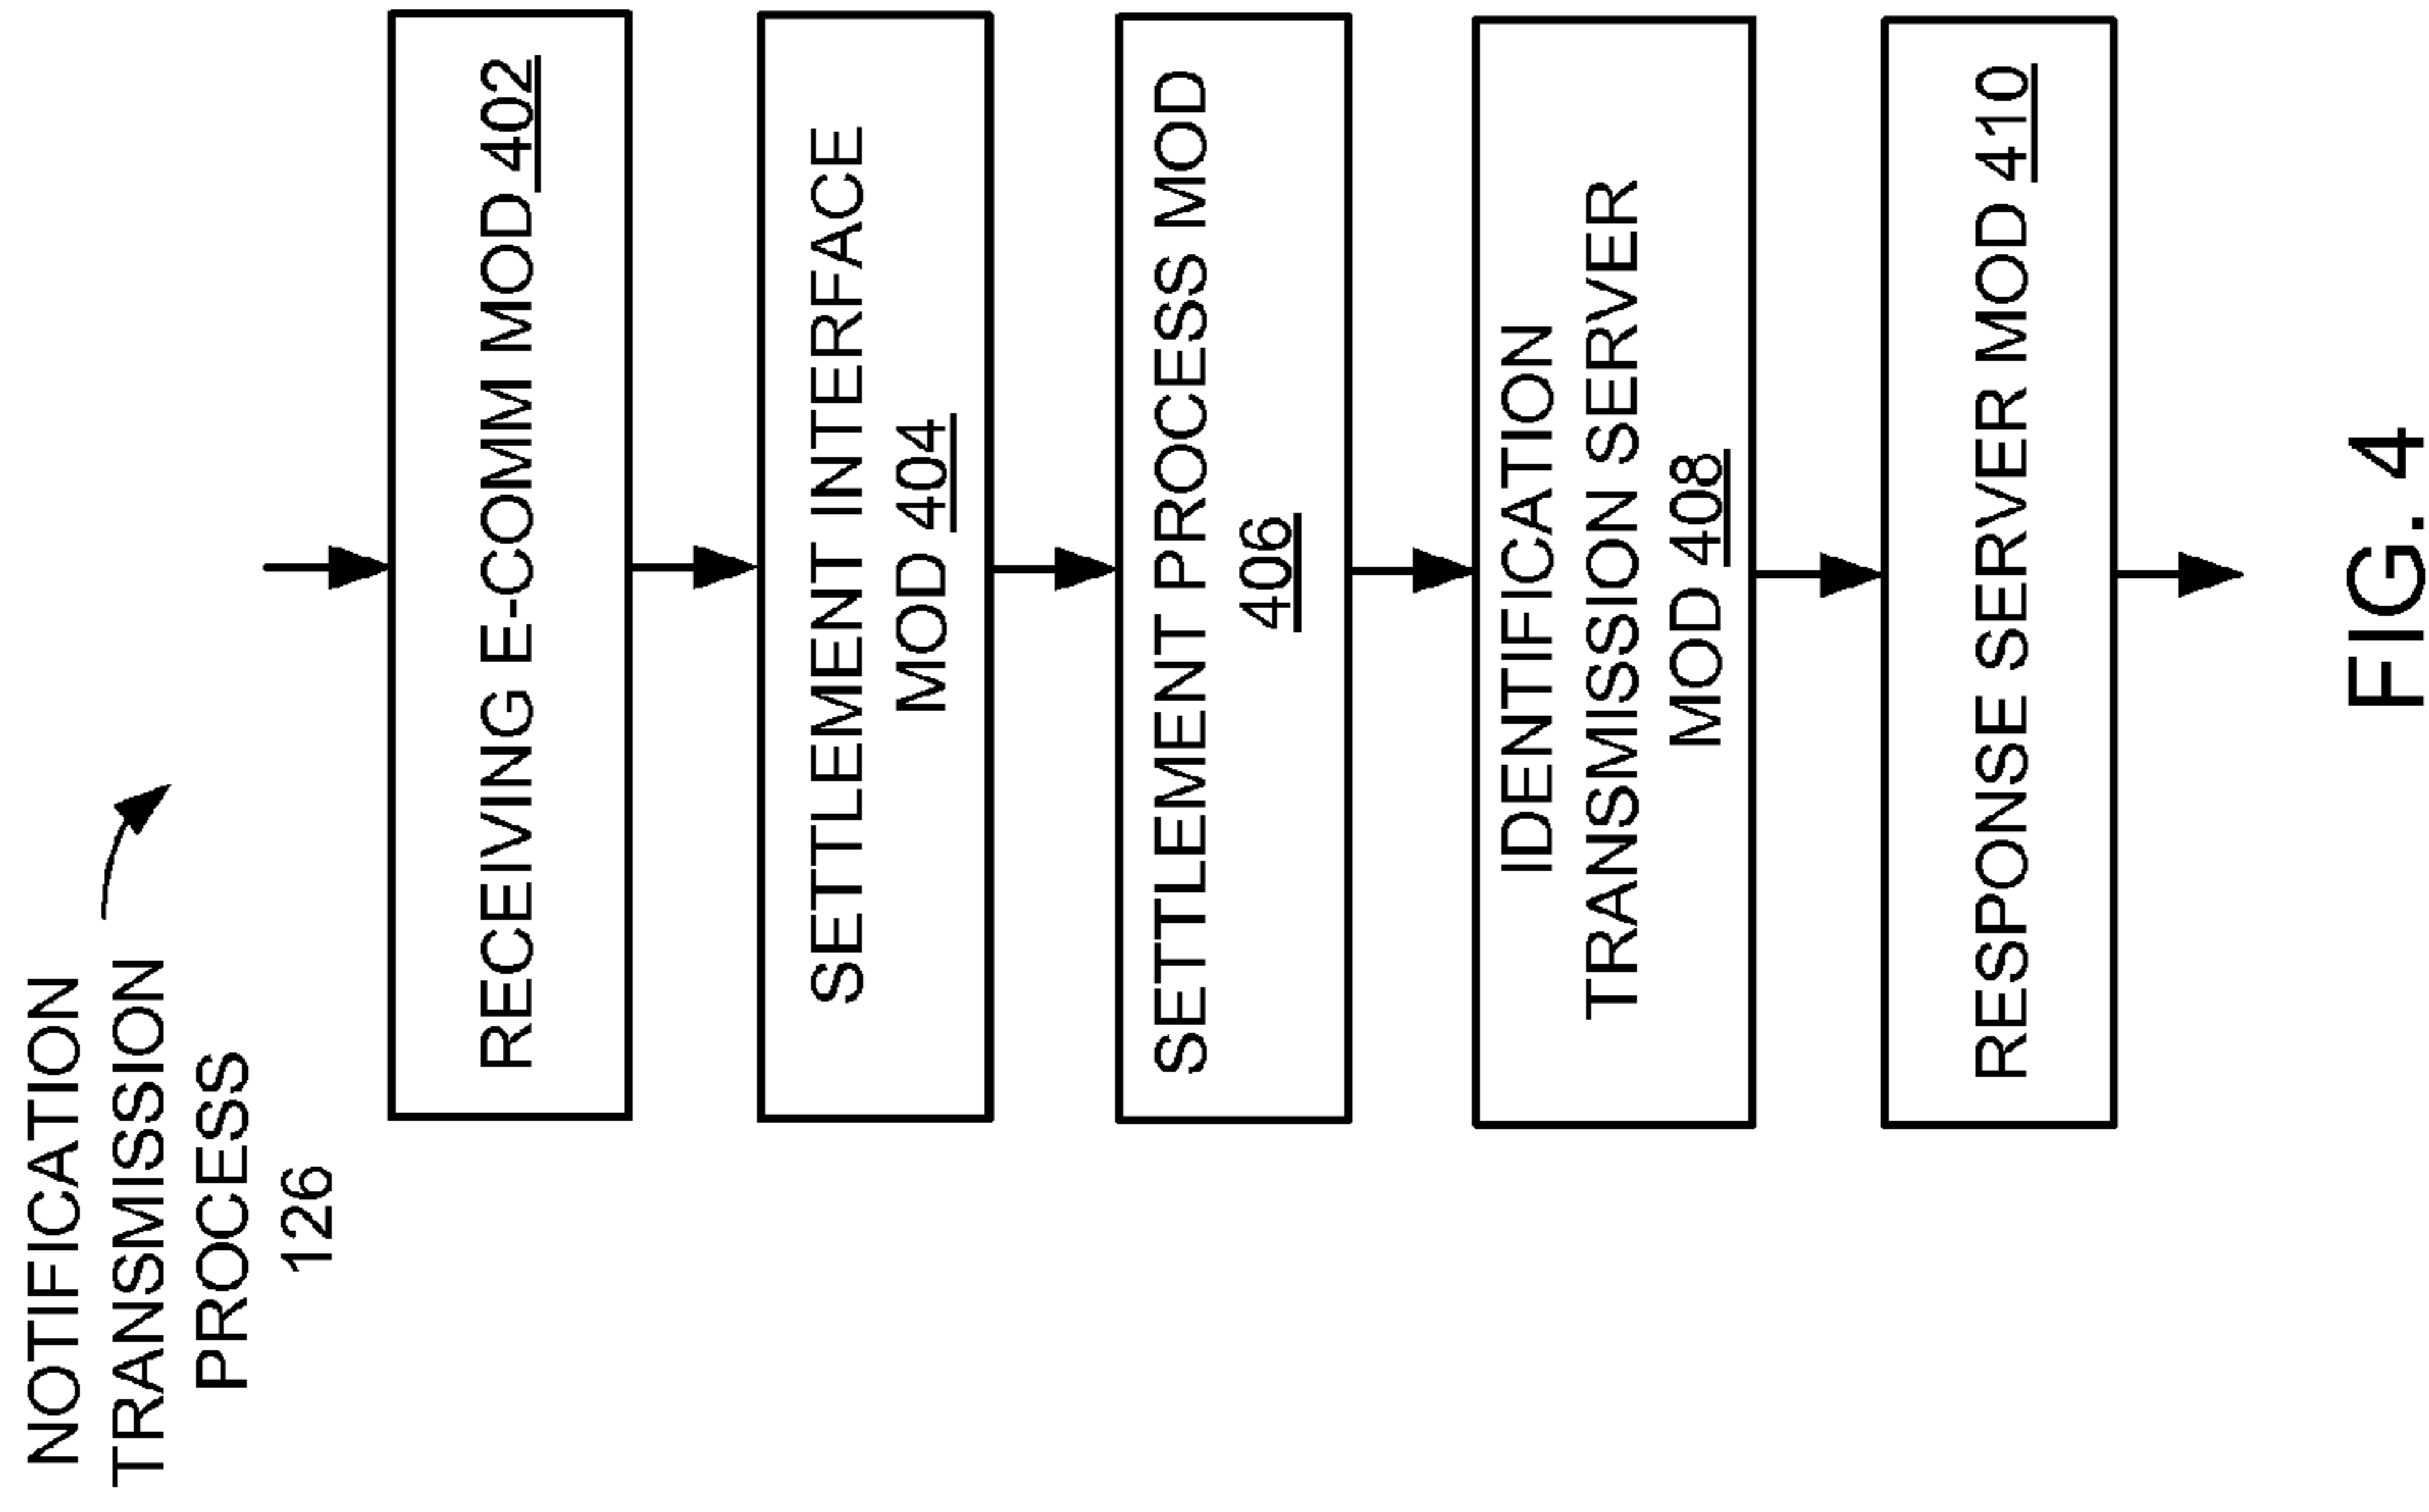 NOTIFICATION
TRANSMISSION
PROCESS
126
RECEIVING E-COMM MOD 402
SETTLEMENT INTERFACE
MOD 404
SETTLEMENT PROCESS MOD
406
IDENTIFICATION
TRANSMISSION SERVER
MOD 408
RESPONSE SERVER MOD 410
FIG. 4